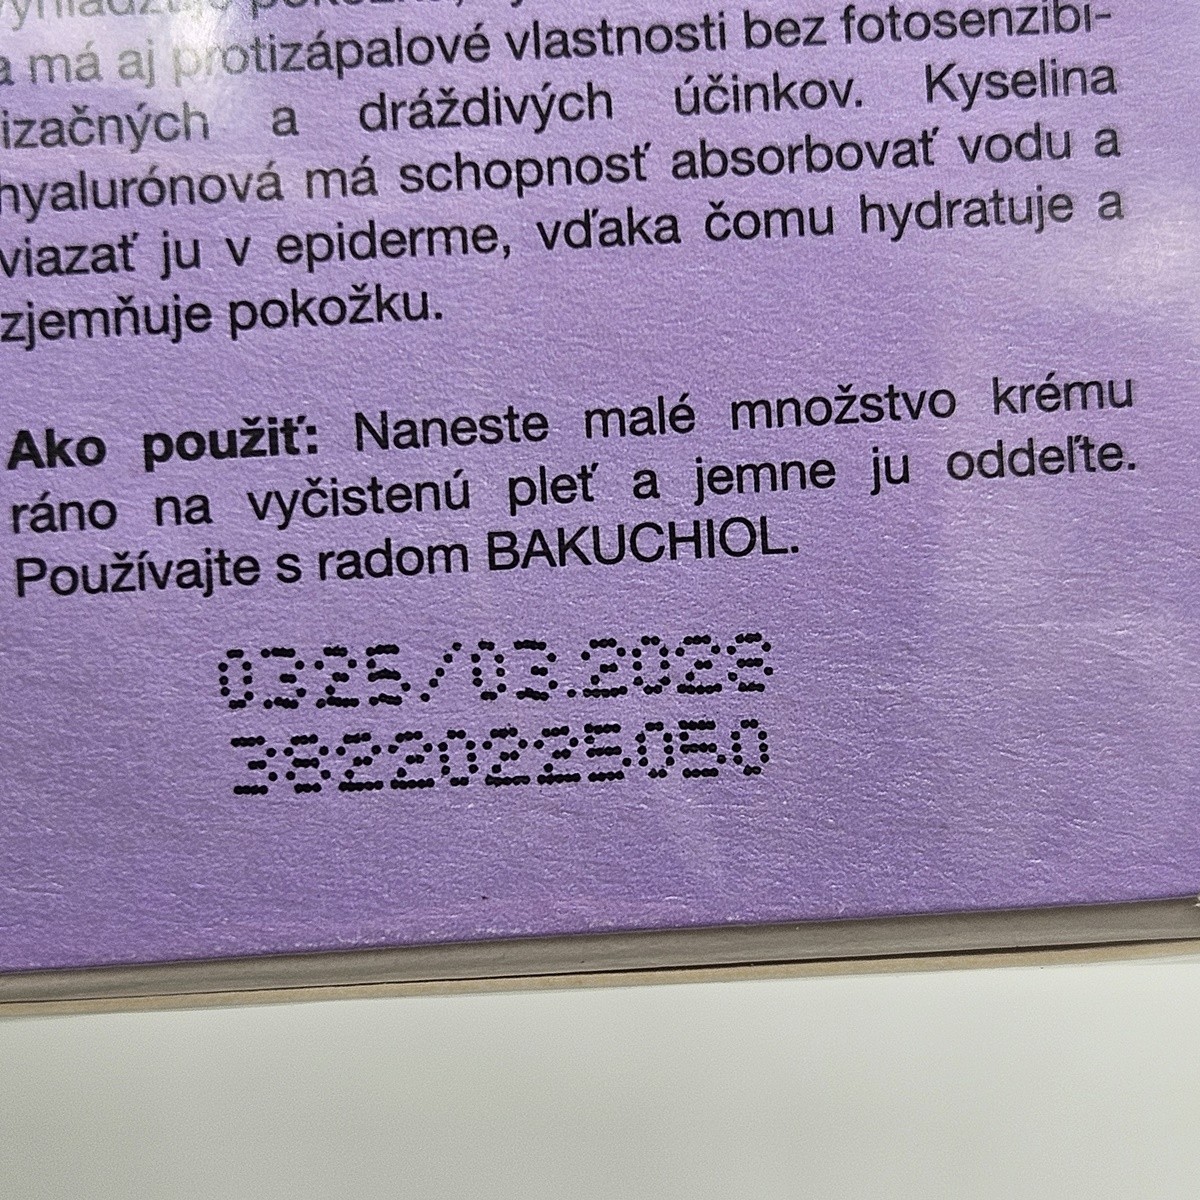 a má aj protizápalové vlastnosti bez fotosenzibi-
izačných a dráždivých účinkov. Kyselina
hyalurónová má schopnosť absorbovať vodu a
viazať ju v epiderme, vďaka čomu hydratuje a
zjemňuje pokožku.
Ako použiť: Naneste malé množstvo krému
ráno na vyčistenú pleť a jemne ju oddeľte.
Používajte s radom BAKUCHIOL.
0325/03.2028
38220225050